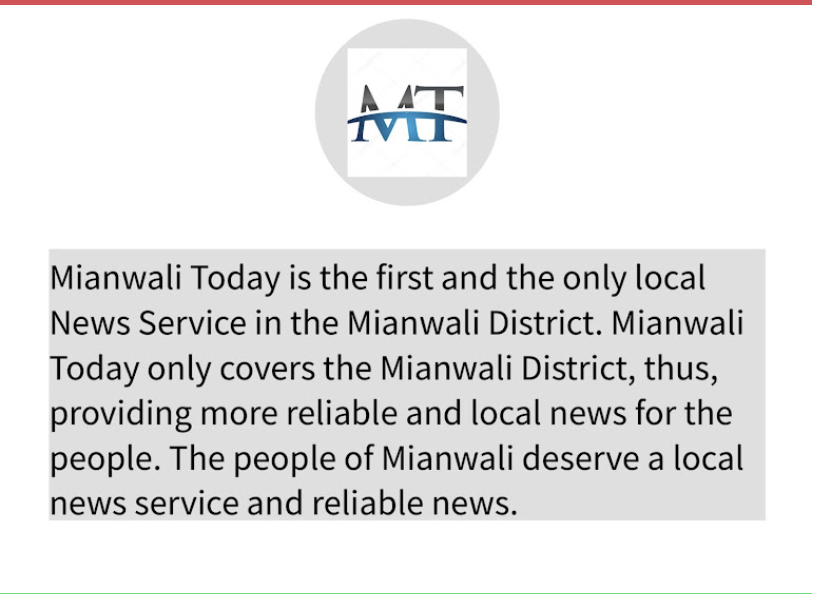 MT
Mianwali Today is the first and the only local
News Service in the Mianwali District. Mianwali
Today only covers the Mianwali District, thus,
providing more reliable and local news for the
people. The people of Mianwali deserve a local
news service and reliable news.